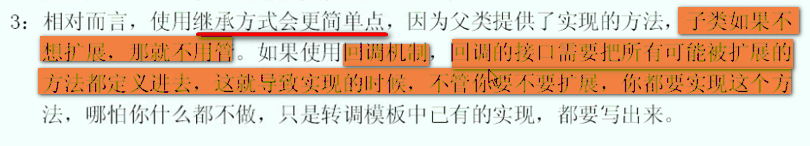 3：相对而言，使用继承方式会更简单点，因为父类提供了实现的方法，子类如果不
想扩展，那就不用管。如果使用回调机制，回调的接口需要把所有可能被扩展的
方法都定义进去，这就导致实现的时候，不管你要不要扩展，你都要实现这个方
法，哪怕你什么都不做，只是转调模板中已有的实现，都要写出来。